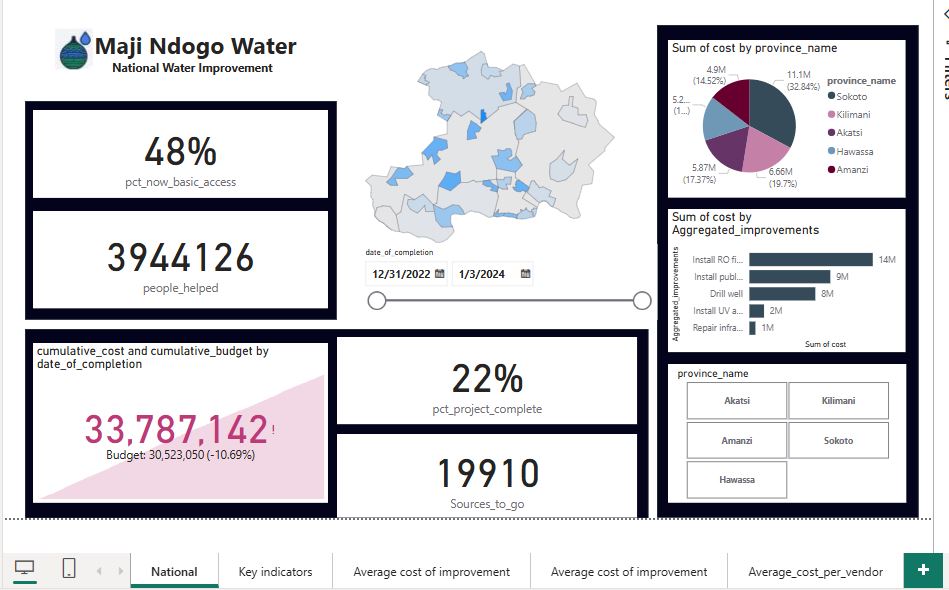 Maji Ndogo Water
National Water Improvement
48%
pct_now_basic_access
3944126
people_helped
date_of_completion
12/31/2022
1/3/2024
cumulative_cost and cumulative_budget by
date_of_completion
33,787,142!
Budget: 30,523,050 (-10.69%)
22%
pct_project_complete
19910
Sources_to_go
Sum of cost by province_name
4.9M
(14.52%)
11.1M
(32.84%)
5.2...
(1...)
5.87M
(17.37%)
6.66M
(19.7%)
province_name
Sokoto
Kilimani
Akatsi
Hawassa
Amanzi
Sum of cost by
Aggregated_improvements
Aggregated_improvements
Install RO fi... 14M
Install publ... 9M
Drill well 8M
Install UV a... 2M
Repair infra... 1M
Sum of cost
province_name
Akatsi Kilimani
Amanzi Sokoto
Hawassa
National Key indicators Average cost of improvement Average cost of improvement Average_cost_per_vendor